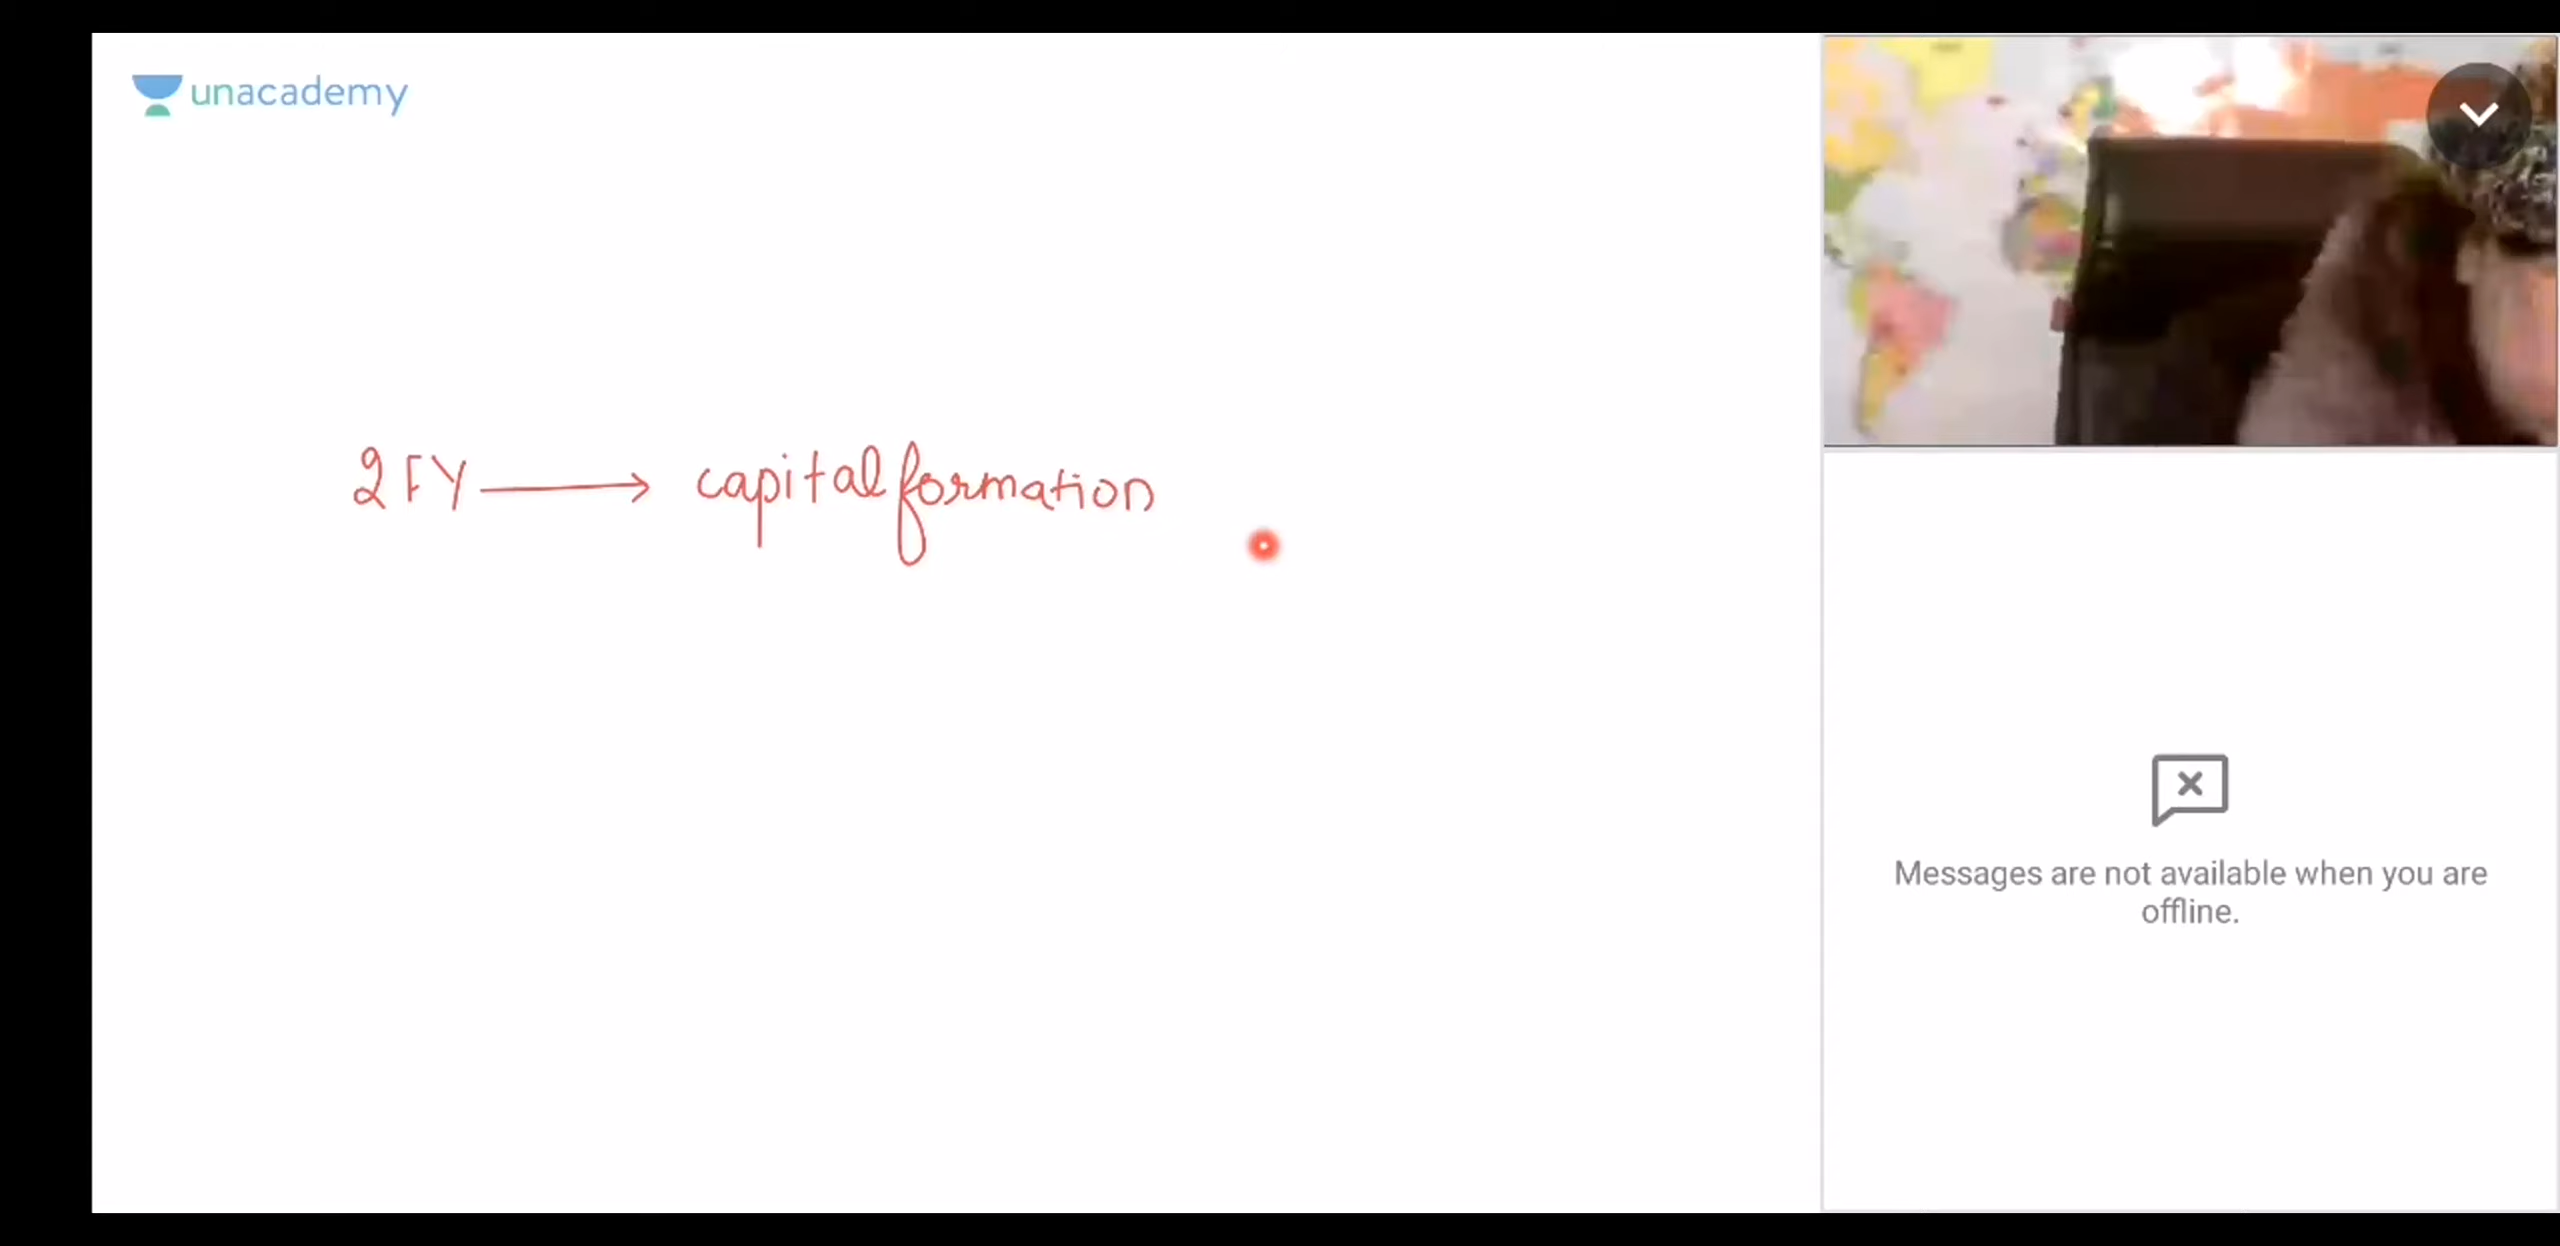 unacademy
2FY → capital formation
Messages are not available when you are
offline.